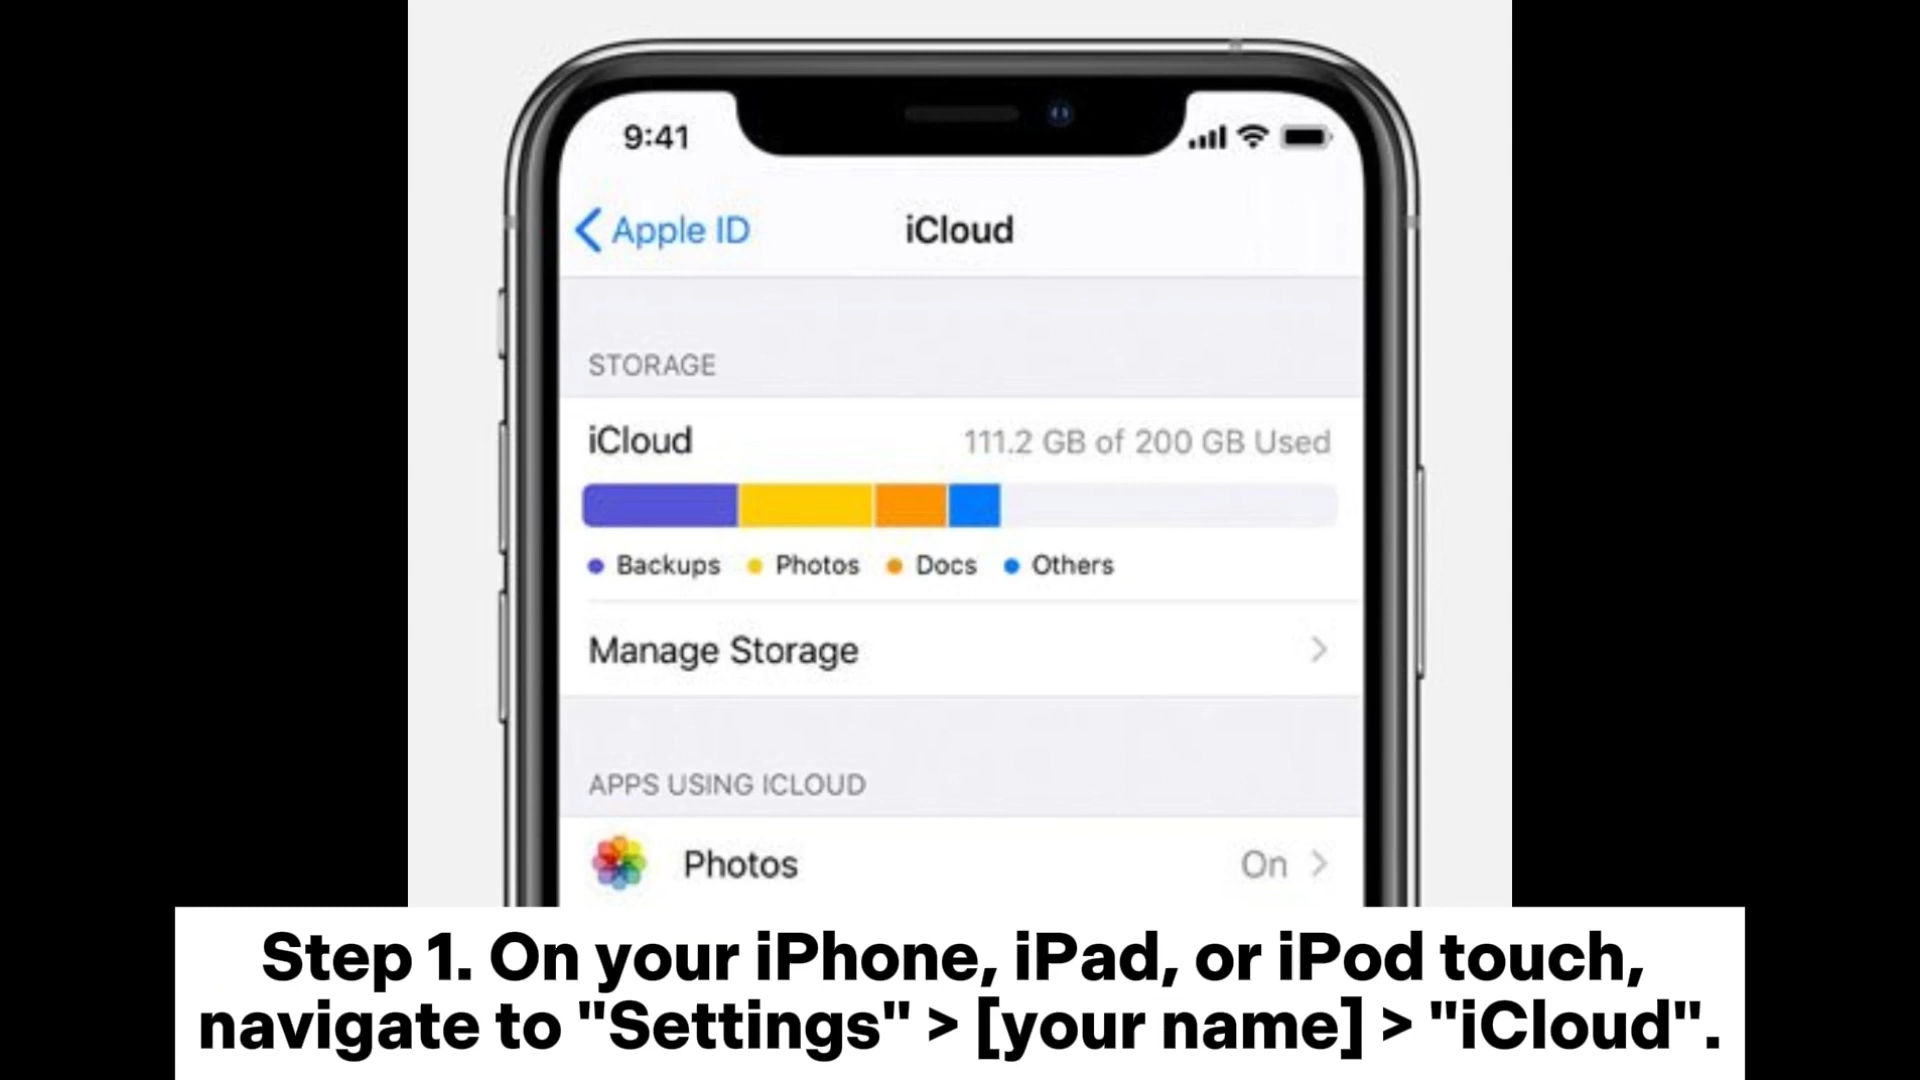 9:41
Apple ID
iCloud
STORAGE
iCloud 111.2 GB of 200 GB Used
Backups Photos Docs Others
Manage Storage
APPS USING ICLOUD
Photos On
Step 1. On your iPhone, iPad, or iPod touch,
navigate to "Settings" > [your name] > "iCloud".